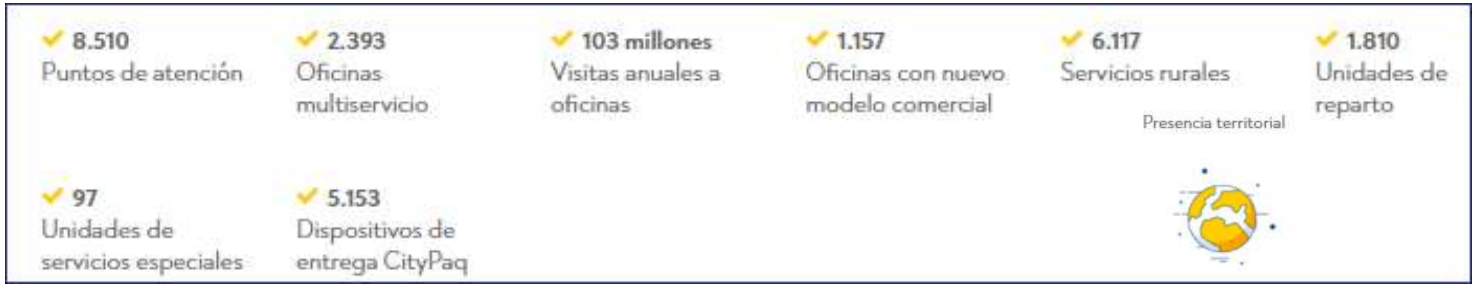 8.510
Puntos de atención
2.393
Oficinas
multiservicio
103 millones
Visitas anuales a
oficinas
1.157
Oficinas con nuevo
modelo comercial
6.117
Servicios rurales
1.810
Unidades de
reparto
Presencia territorial
97
Unidades de
servicios especiales
5.153
Dispositivos de
entrega CityPaq